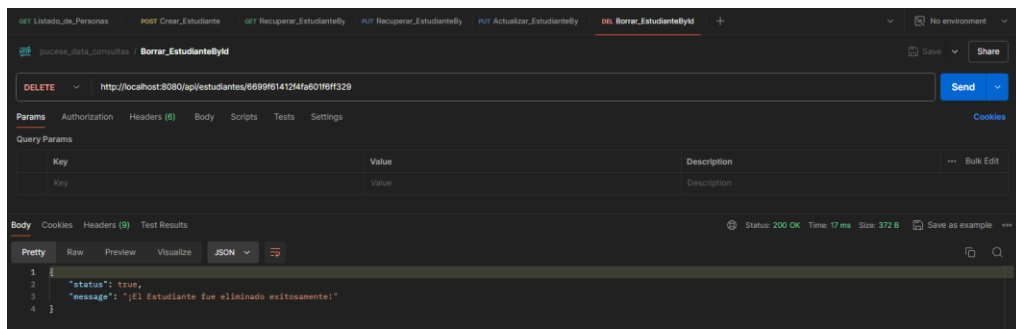 GET Listado_de_Personas POST Crear_Estudiante GET Recuperar_EstudianteBy PUT Recuperar_EstudianteBy PUT Actualizar_EstudianteBy DEL Borrar_EstudianteById + No environment
pucese_data_consultas / Borrar_EstudianteById Save Share
DELETE http://localhost:8080/api/estudiantes/6699f61412f4fa601f6ff329 Send
Params Authorization Headers (6) Body Scripts Tests Settings Cookies
Query Params
Key Value Description ••• Bulk Edit
Key Value Description
Body Cookies Headers (9) Test Results Status: 200 OK Time: 17 ms Size: 372 B Save as example •••
Pretty Raw Preview Visualize JSON
1 {
2 "status": true,
3 "message": "¡El Estudiante fue eliminado exitosamente!"
4 }